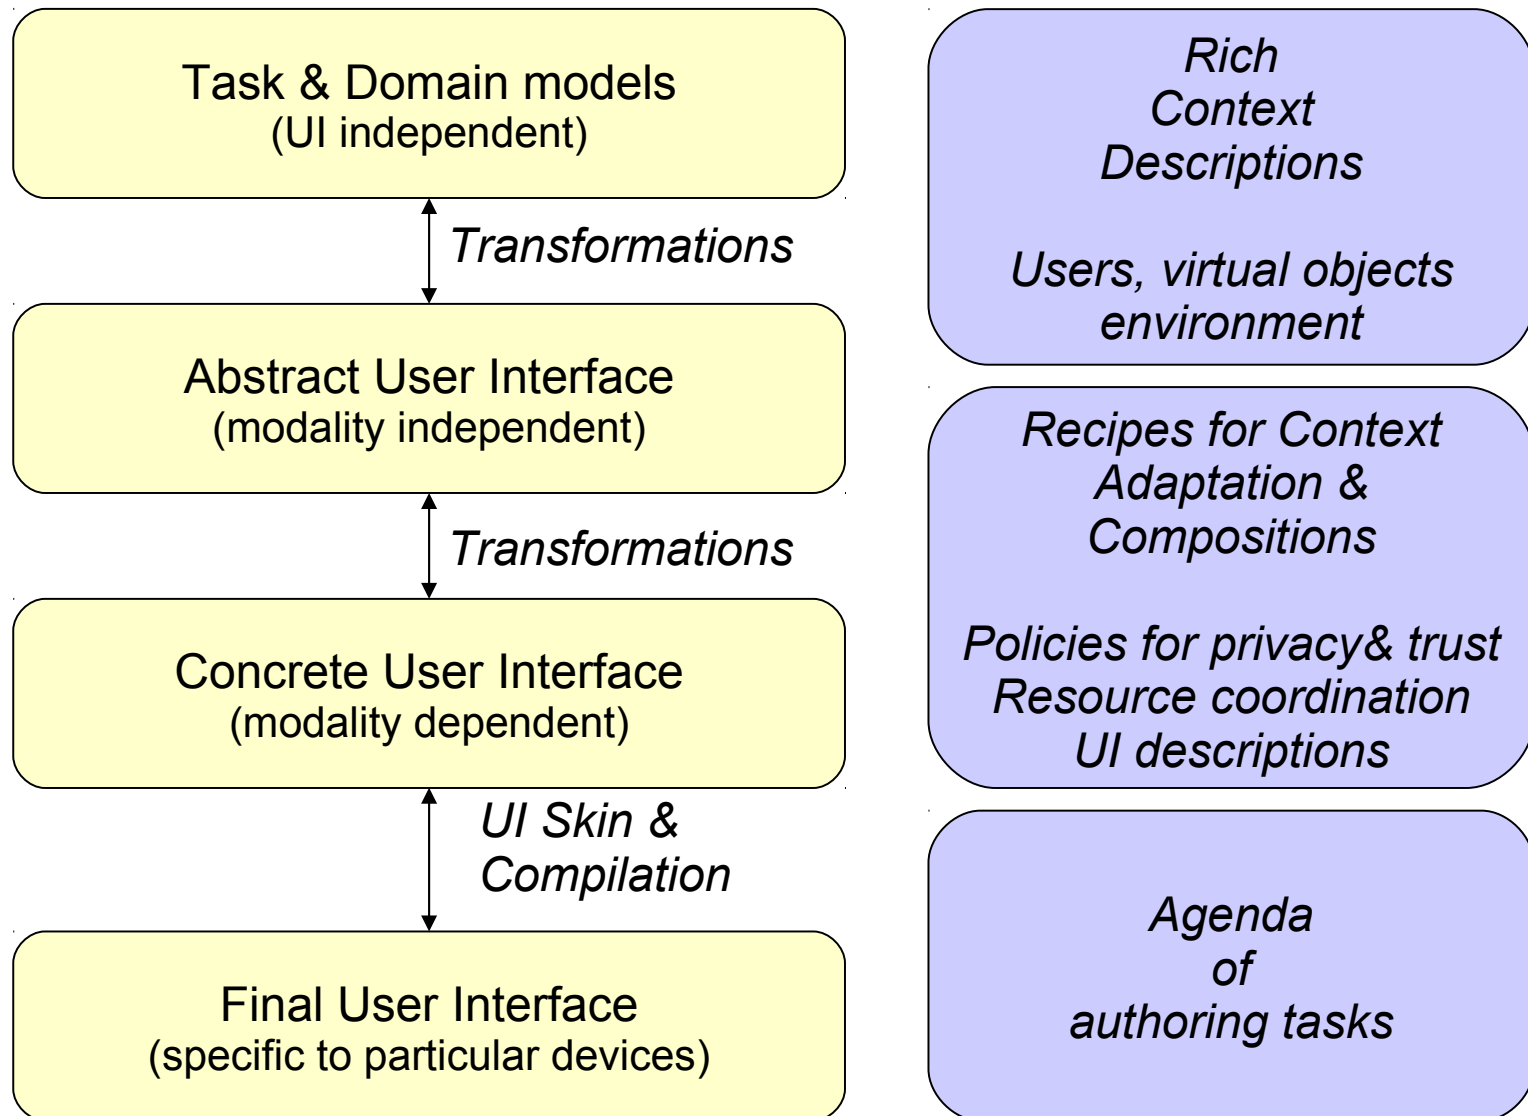 Task & Domain models
(UI independent)
Transformations
Abstract User Interface
(modality independent)
Transformations
Concrete User Interface
(modality dependent)
UI Skin &
Compilation
Final User Interface
(specific to particular devices)
Rich
Context
Descriptions
Users, virtual objects
environment
Recipes for Context
Adaptation &
Compositions
Policies for privacy& trust
Resource coordination
UI descriptions
Agenda
of
authoring tasks